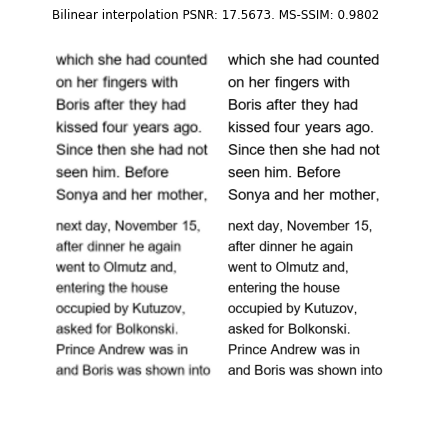 Bilinear interpolation PSNR: 17.5673. MS-SSIM: 0.9802
which she had counted
on her fingers with
Boris after they had
kissed four years ago.
Since then she had not
seen him. Before
Sonya and her mother,
which she had counted
on her fingers with
Boris after they had
kissed four years ago.
Since then she had not
seen him. Before
Sonya and her mother,
next day, November 15,
after dinner he again
went to Olmutz and,
entering the house
occupied by Kutuzov,
asked for Bolkonski.
Prince Andrew was in
and Boris was shown into
next day, November 15,
after dinner he again
went to Olmutz and,
entering the house
occupied by Kutuzov,
asked for Bolkonski.
Prince Andrew was in
and Boris was shown into